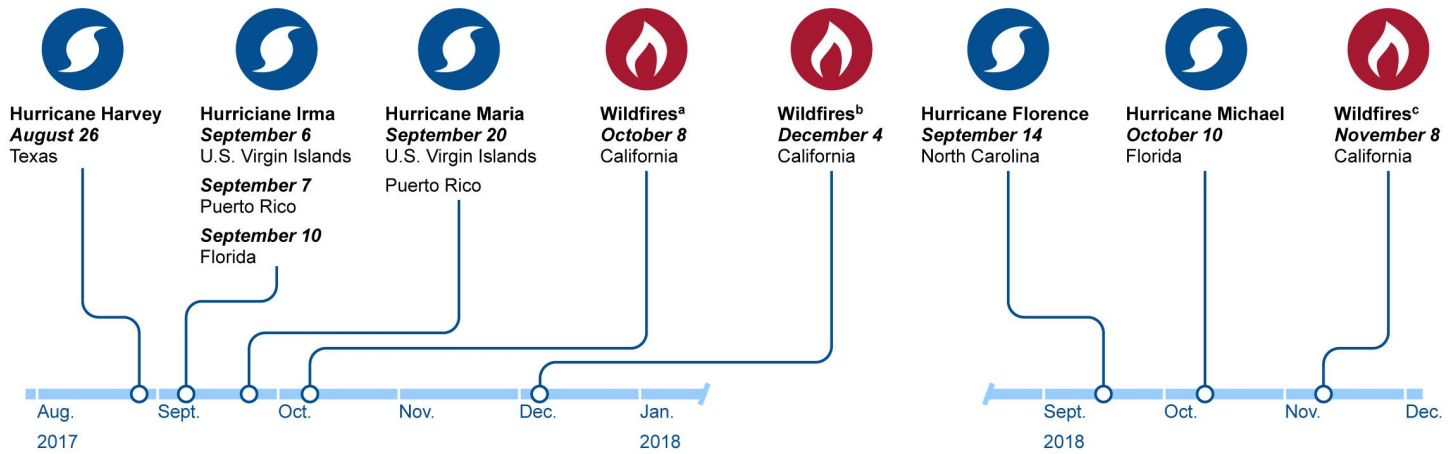 Hurricane Harvey
August 26
Texas
Hurriciane Irma
September 6
U.S. Virgin Islands
September 7
Puerto Rico
September 10
Florida
Hurricane Maria
September 20
U.S. Virgin Islands
Puerto Rico
Wildfiresᵃ
October 8
California
Wildfiresᵇ
December 4
California
Hurricane Florence
September 14
North Carolina
Hurricane Michael
October 10
Florida
Wildfiresᶜ
November 8
California
Aug. Sept. Oct. Nov. Dec. Jan. Sept. Oct. Nov. Dec.
2017 2018 2018